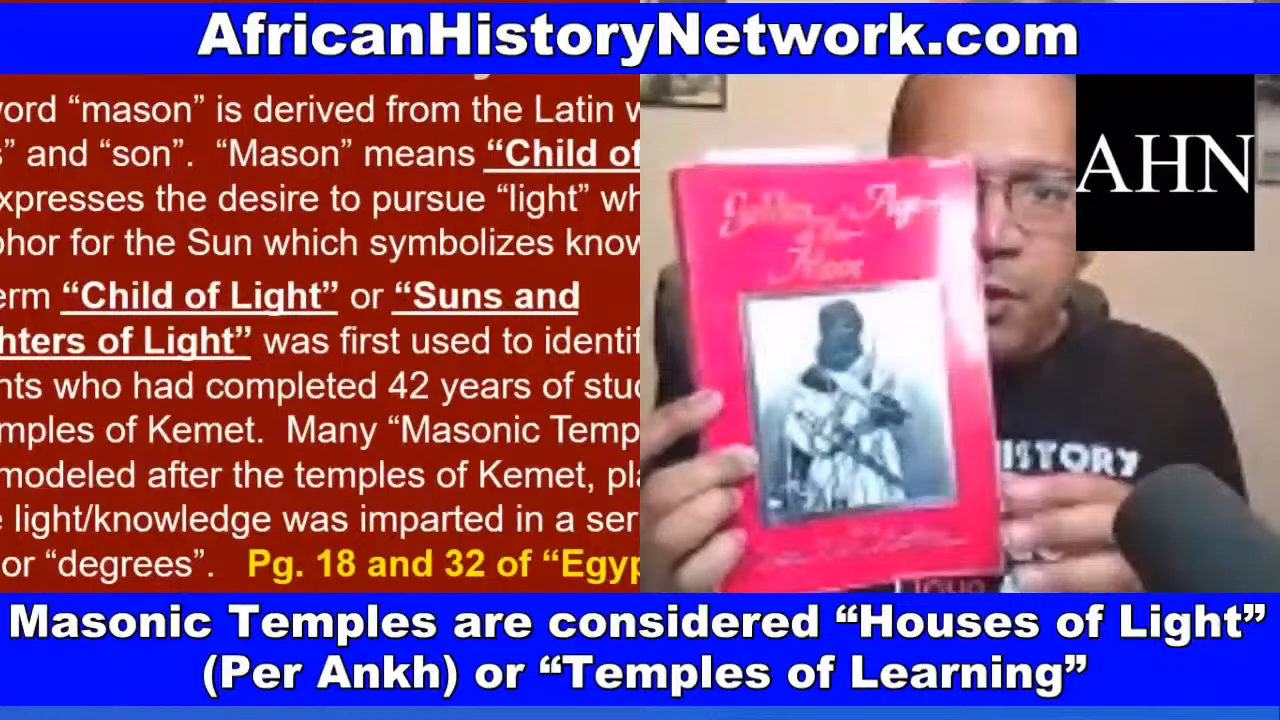 AfricanHistoryNetwork.com
word “mason” is derived from the Latin w
s” and “son”. “Mason” means “Child of
expresses the desire to pursue “light” wh
phor for the Sun which symbolizes know
erm “Child of Light” or “Suns and
hters of Light” was first used to identif
nts who had completed 42 years of stud
mples of Kemet. Many “Masonic Temp
modeled after the temples of Kemet, pla
e light/knowledge was imparted in a ser
or “degrees”. Pg. 18 and 32 of “Egyp
AHN
Golden Age
of the
Moor
ISTORY
Masonic Temples are considered “Houses of Light”
(Per Ankh) or “Temples of Learning”